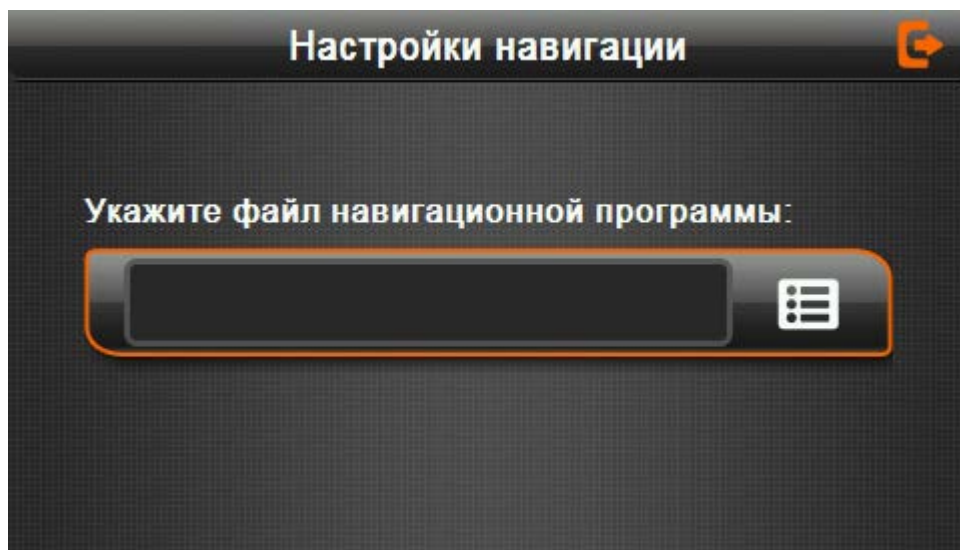 Настройки навигации
Укажите файл навигационной программы: